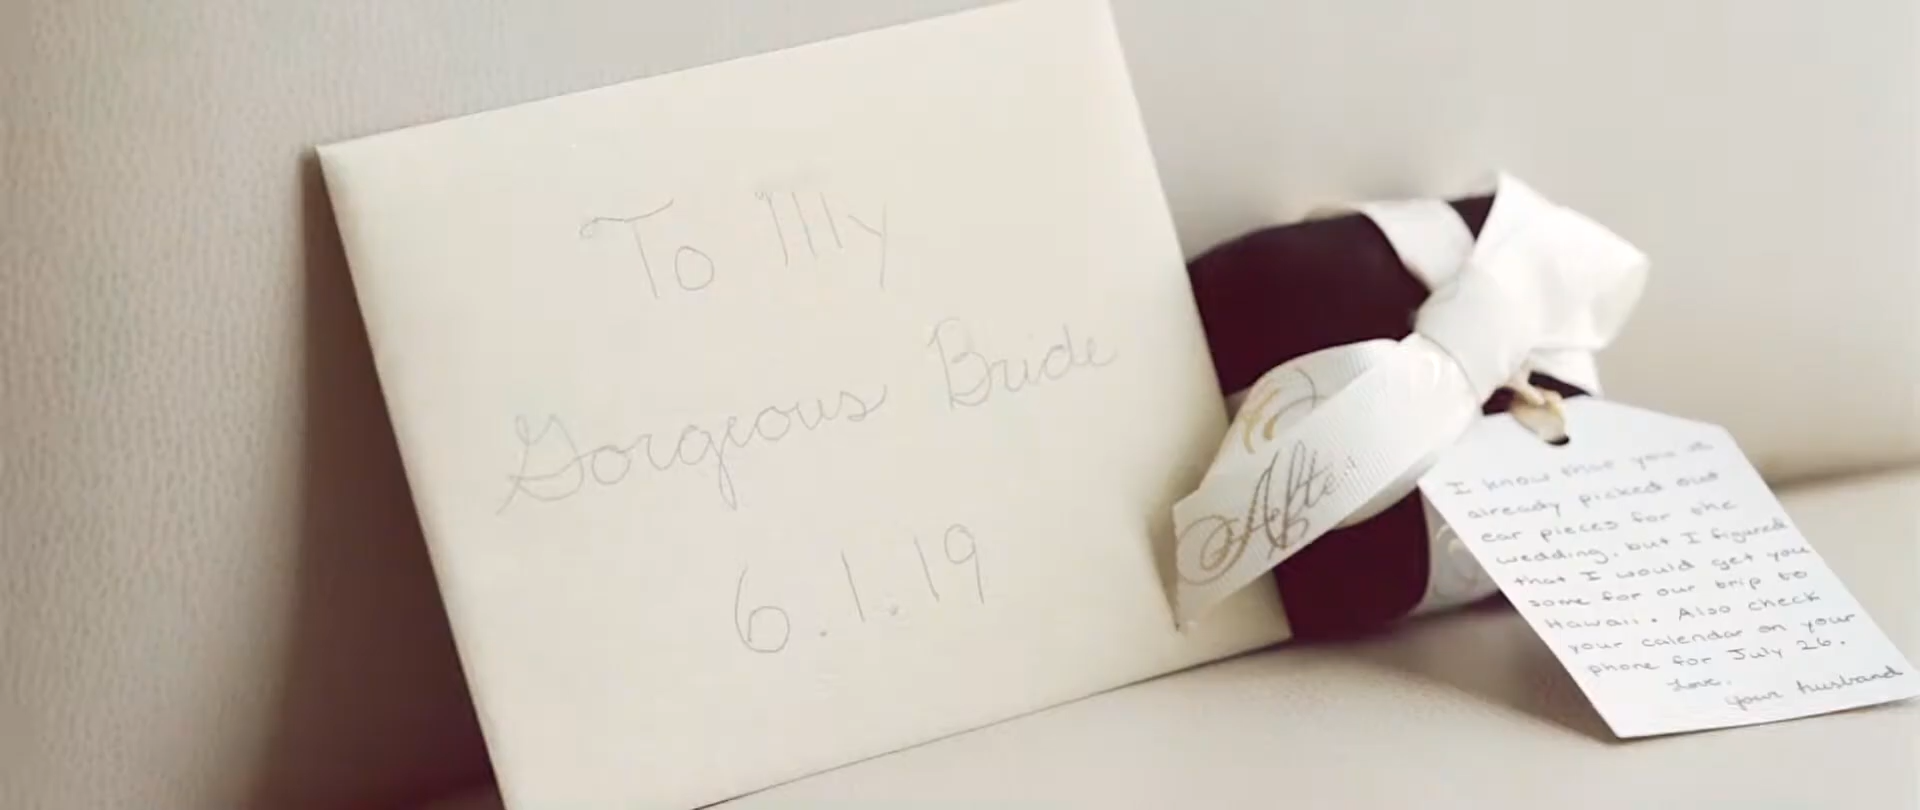 To My
Gorgeous Bride
6.1.19
After
I know that you
already picked out
ear pieces for the
wedding, but I figured
that I would get you
some for our trip to
Hawaii. Also check
your calendar on your
phone for July 26.
Love,
your husband